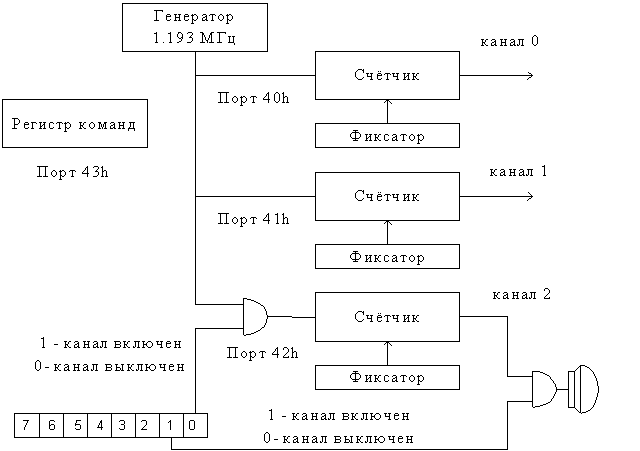 Генератор
1.193 МГц
канал 0
Счётчик
Порт 40h
Регистр команд
Фиксатор
Порт 43h
канал 1
Счётчик
Порт 41h
Фиксатор
канал 2
Счётчик
1 - канал включен
Порт 42h
0- канал выключен
Фиксатор
7 6 5 4 3 2 1 0
1 - канал включен
0- канал выключен